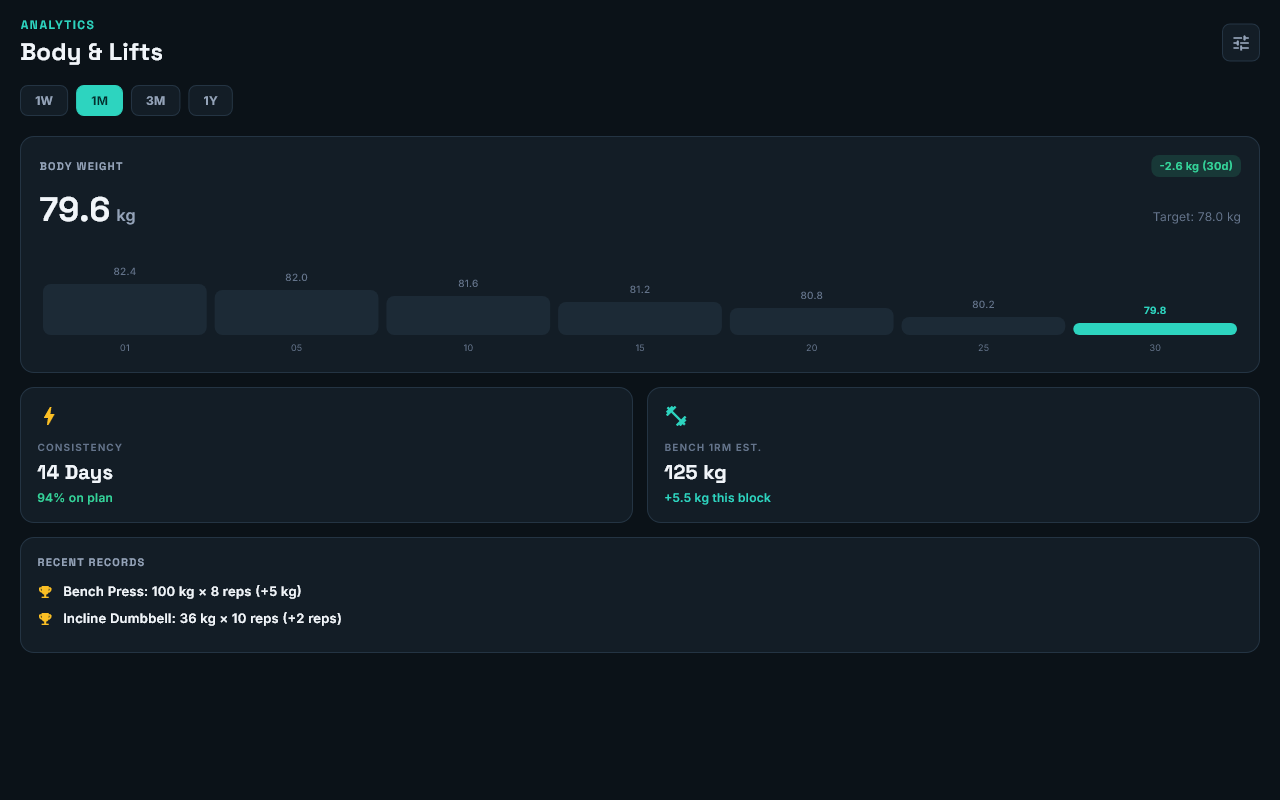 ANALYTICS
Body & Lifts
1W
1M
3M
1Y
BODY WEIGHT
-2.6 kg (30d)
79.6 kg
Target: 78.0 kg
82.4
82.0
81.6
81.2
80.8
80.2
79.8
01
05
10
15
20
25
30
CONSISTENCY
14 Days
94% on plan
BENCH 1RM EST.
125 kg
+5.5 kg this block
RECENT RECORDS
Bench Press: 100 kg × 8 reps (+5 kg)
Incline Dumbbell: 36 kg × 10 reps (+2 reps)